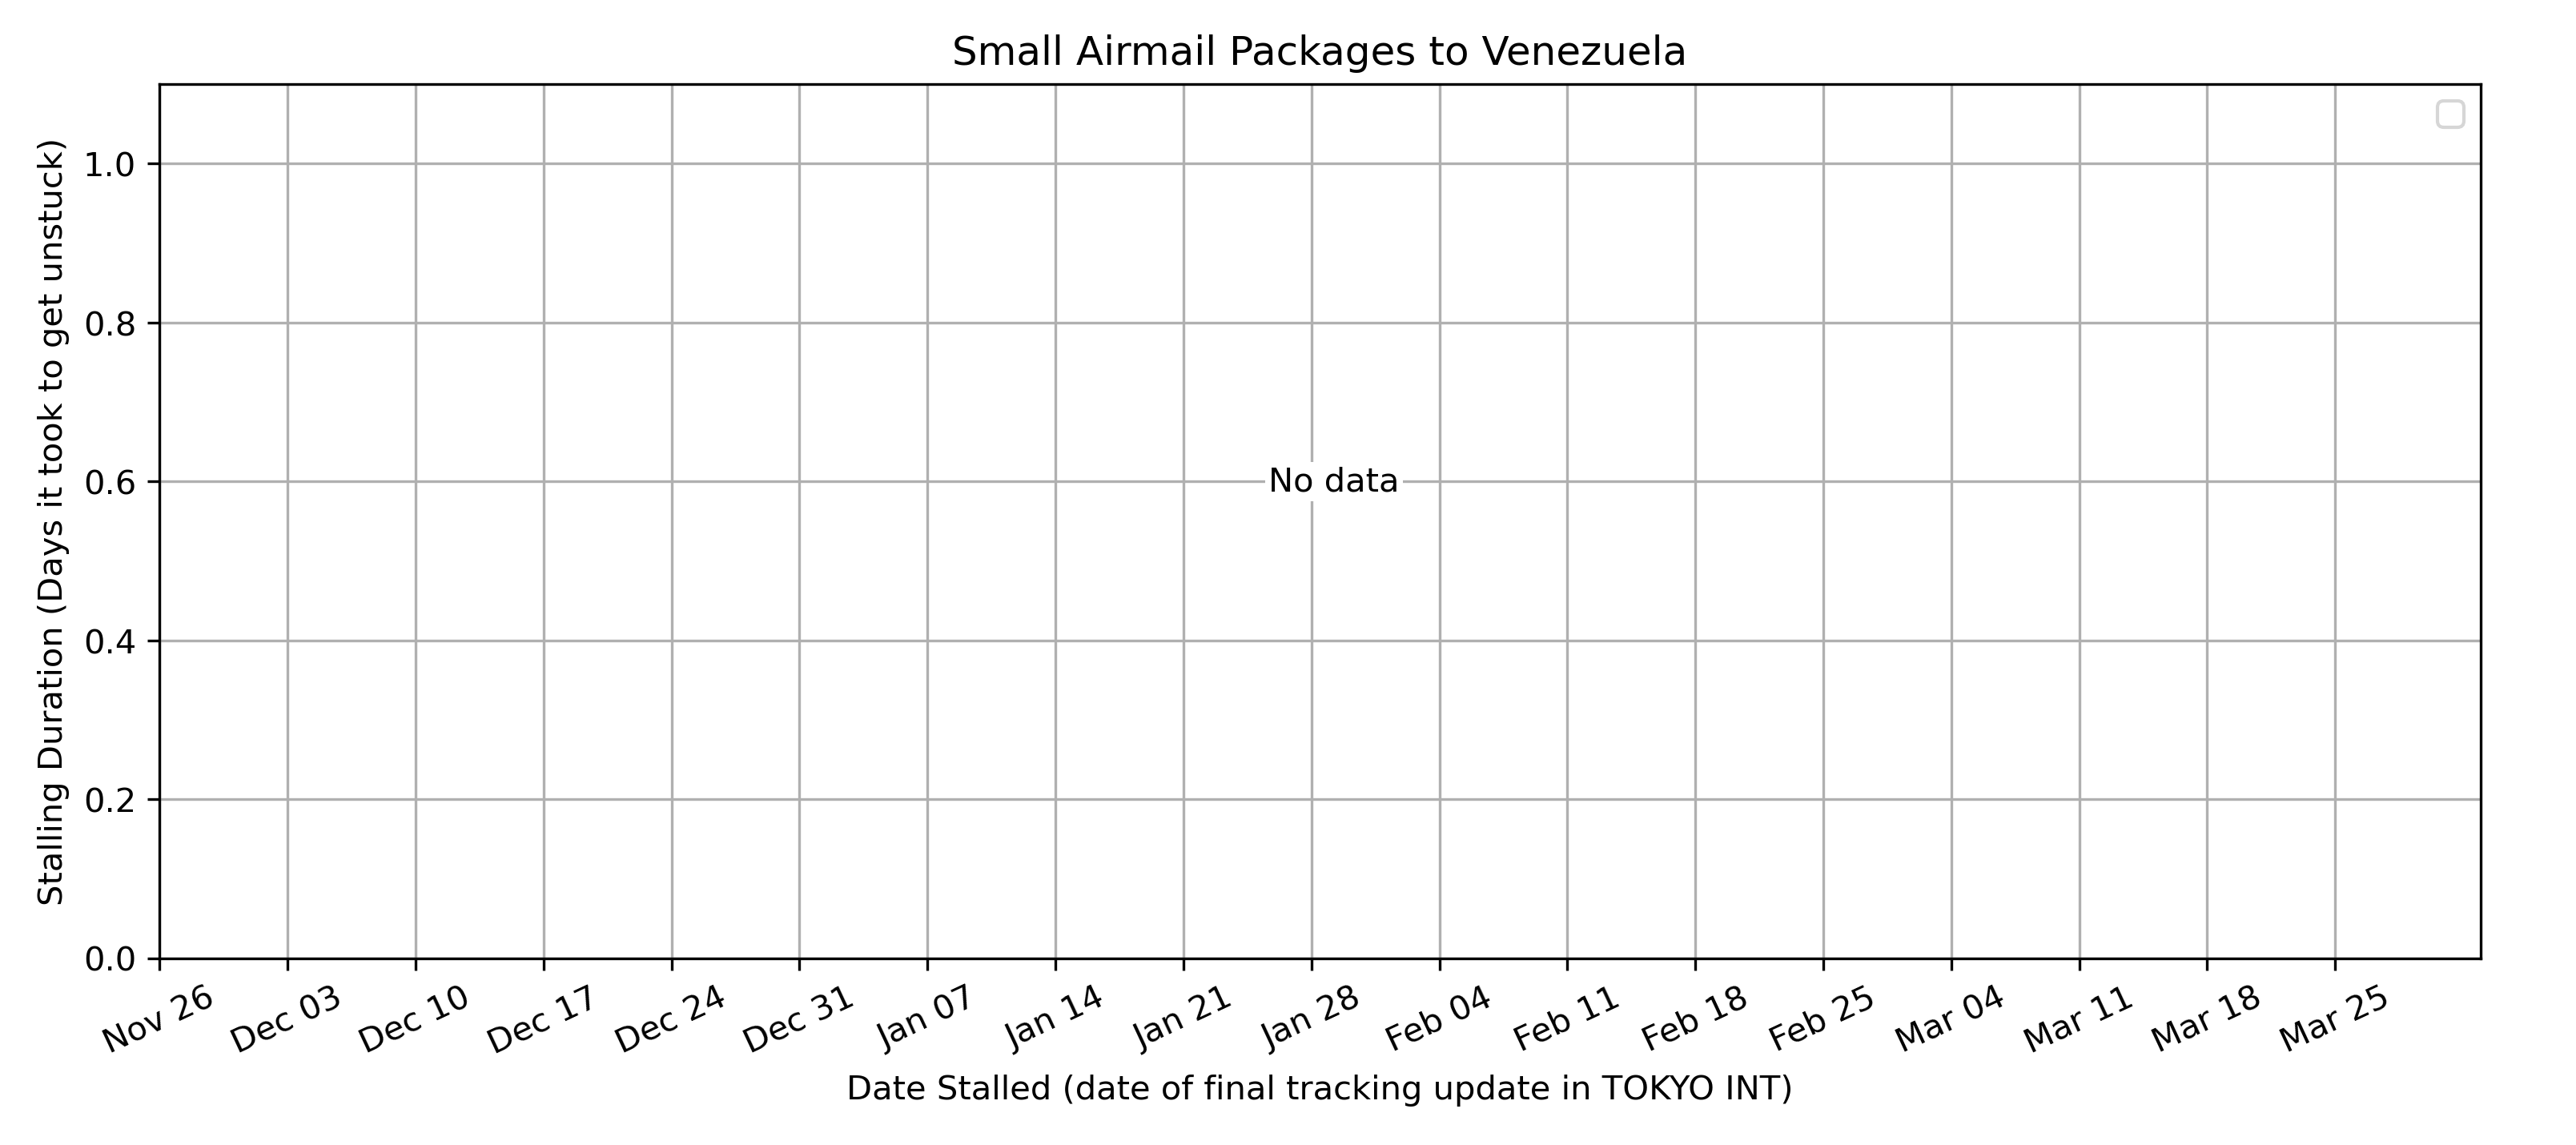 Small Airmail Packages to Venezuela
Stalling Duration (Days it took to get unstuck)
1.0
0.8
0.6
0.4
0.2
0.0
No data
Nov 26
Dec 03
Dec 10
Dec 17
Dec 24
Dec 31
Jan 07
Jan 14
Jan 21
Jan 28
Feb 04
Feb 11
Feb 18
Feb 25
Mar 04
Mar 11
Mar 18
Mar 25
Date Stalled (date of final tracking update in TOKYO INT)